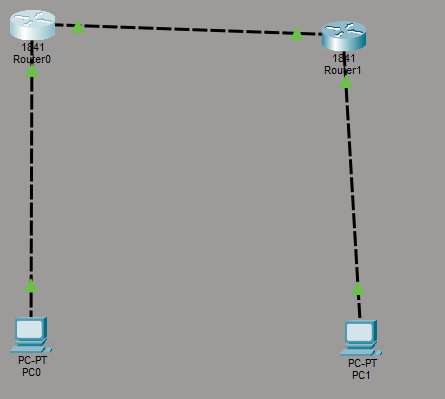 1841
Router0
1841
Router1
PC-PT
PC0
PC-PT
PC1